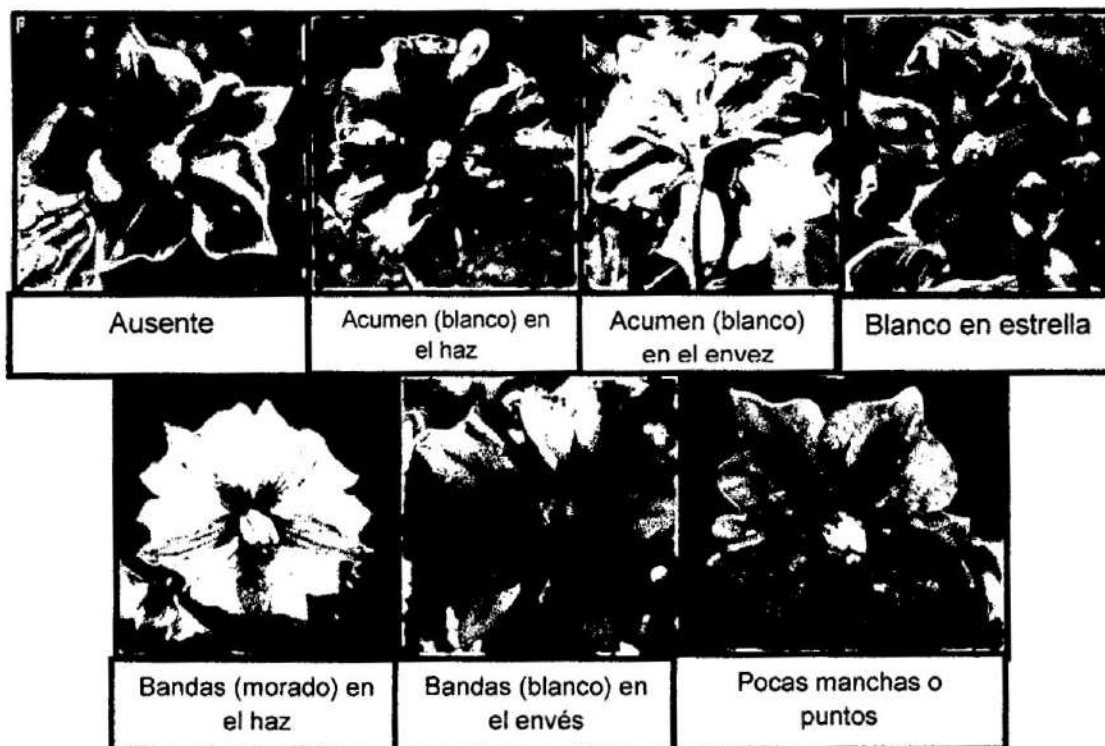 Ausente
Acumen (blanco) en
el haz
Acumen (blanco)
en el envez
Blanco en estrella
Bandas (morado) en
el haz
Bandas (blanco) en
el envés
Pocas manchas o
puntos